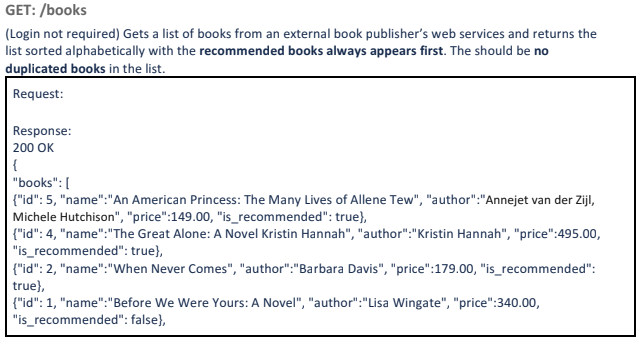 GET: /books
(Login not required) Gets a list of books from an external book publisher's web services and returns the
list sorted alphabetically with the recommended books always appears first. The should be no
duplicated books in the list.
Request:
Response:
200 OK
{
"books": [
{"id": 5, "name":"An American Princess: The Many Lives of Allene Tew", "author":"Annejet van der Zijl,
Michele Hutchison", "price":149.00, "is_recommended": true},
{"id": 4, "name":"The Great Alone: A Novel Kristin Hannah", "author":"Kristin Hannah", "price":495.00,
"is_recommended": true},
{"id": 2, "name":"When Never Comes", "author":"Barbara Davis", "price":179.00, "is_recommended":
true},
{"id": 1, "name":"Before We Were Yours: A Novel", "author":"Lisa Wingate", "price":340.00,
"is_recommended": false},